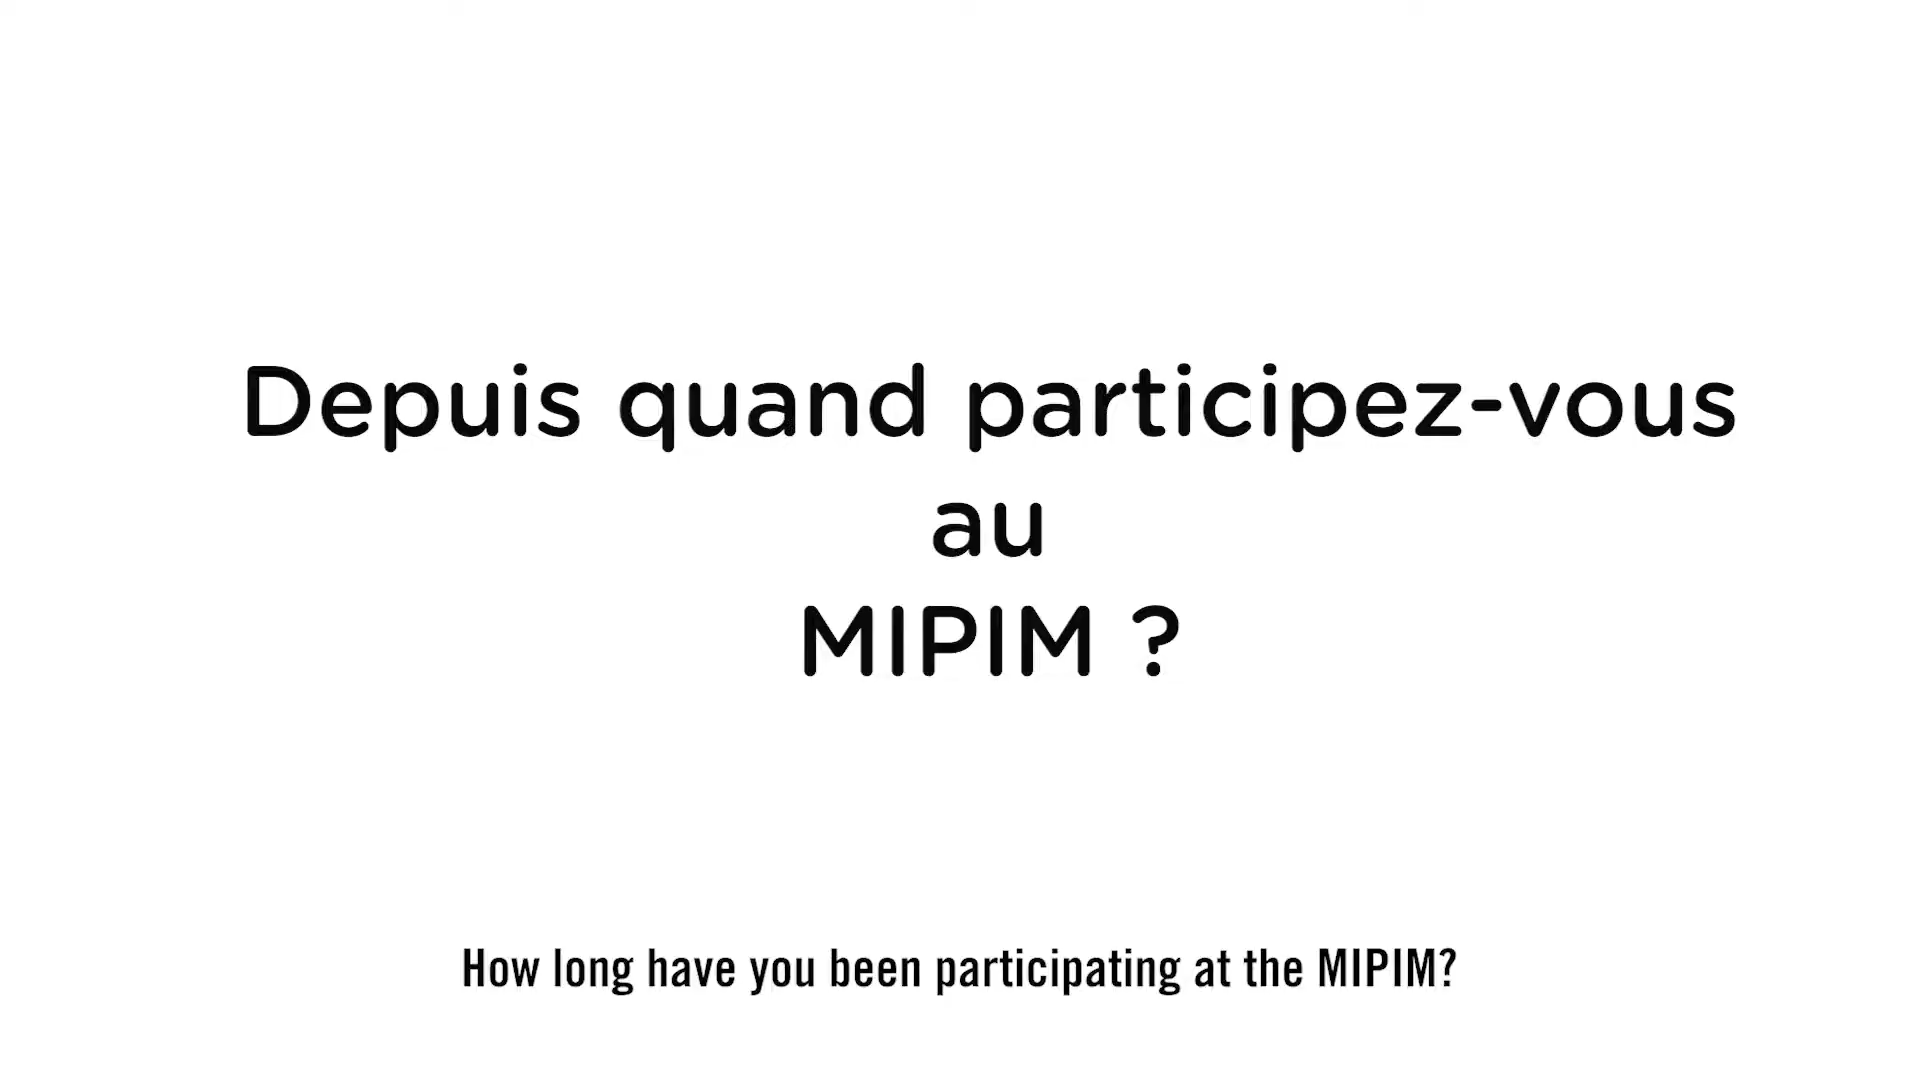 Depuis quand participez-vous
au
MIPIM ?
How long have you been participating at the MIPIM?